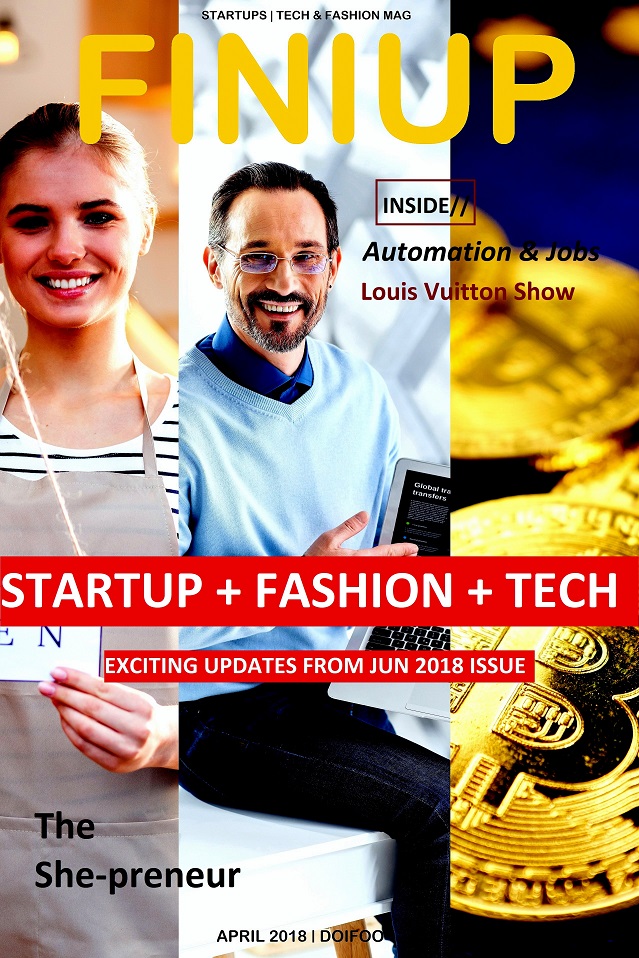 STARTUPS | TECH & FASHION MAG
FINIUP
INSIDE//
Automation & Jobs
Louis Vuitton Show
Global tra
transfers
STARTUP + FASHION + TECH
EN
EXCITING UPDATES FROM JUN 2018 ISSUE
The
She-preneur
APRIL 2018 | DOIFOO